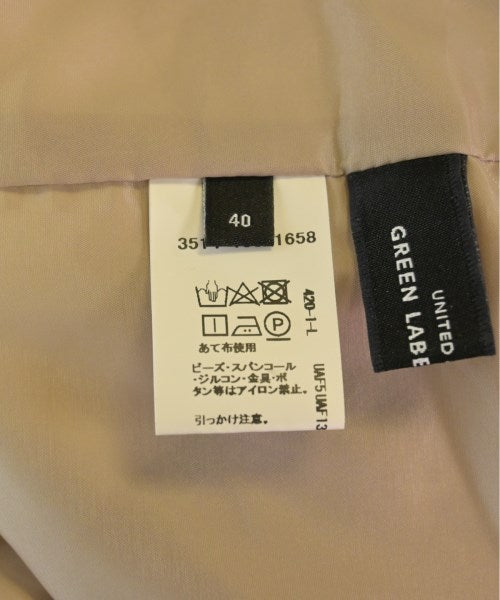 40
1658
あて布使用
ビーズ・スパンコール
・ジルコン・金具・ボ
タン等はアイロン禁止。
引っかけ注意。
420-1-L
UAF5 UAF13
UNITED
GREEN LABE